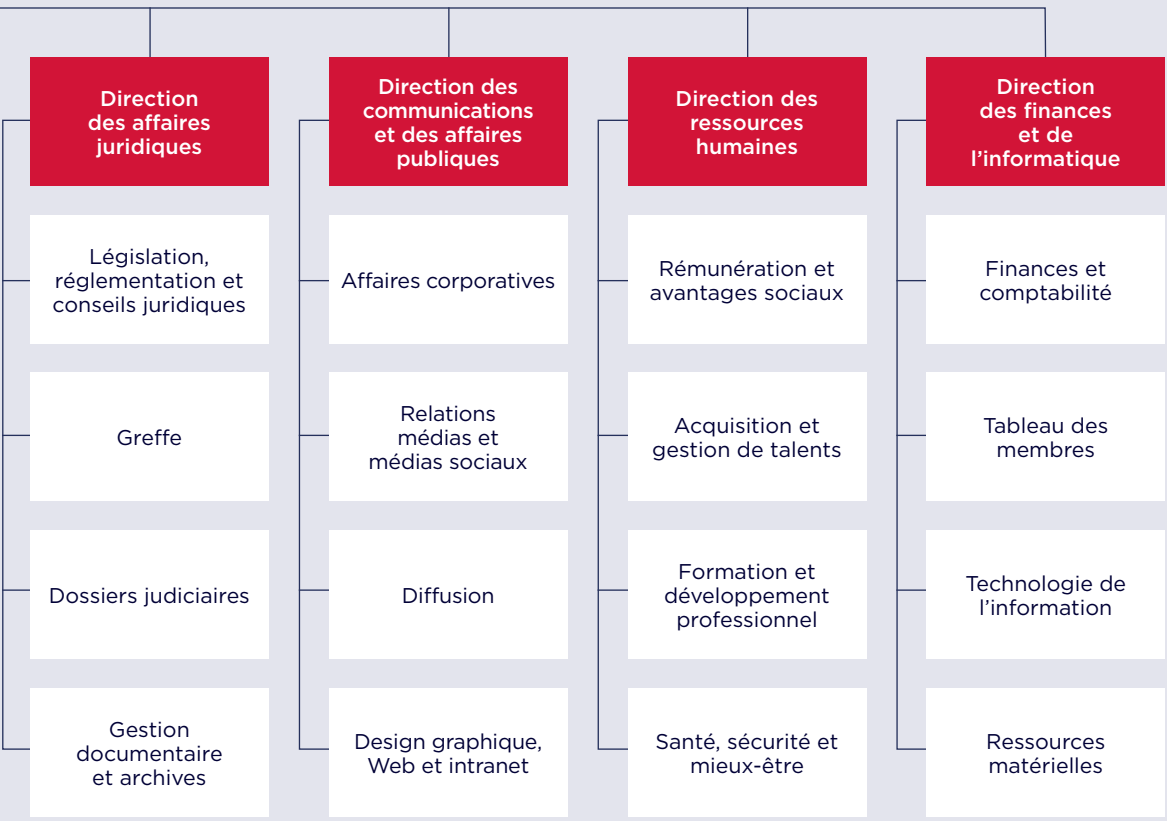 Direction
des affaires
juridiques
Législation,
réglementation et
conseils juridiques
Greffe
Dossiers judiciaires
Gestion
documentaire
et archives
Direction des
communications
et des affaires
publiques
Affaires corporatives
Relations
médias et
médias sociaux
Diffusion
Design graphique,
Web et intranet
Direction des
ressources
humaines
Rémunération et
avantages sociaux
Acquisition et
gestion de talents
Formation et
développement
professionnel
Santé, sécurité et
mieux-être
Direction
des finances
et de
l’informatique
Finances et
comptabilité
Tableau des
membres
Technologie de
l’information
Ressources
matérielles